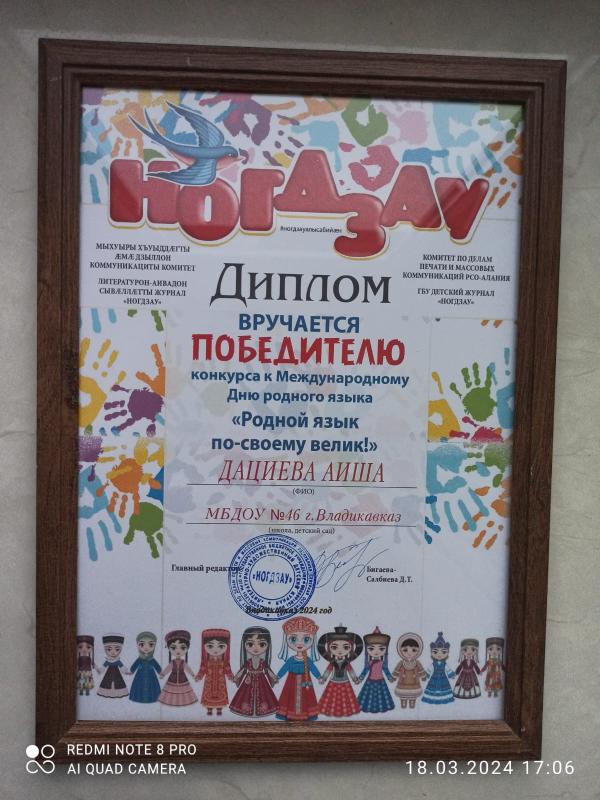 НОГДЗАУ
#ногдзауялысабийæн
МЫХУЫРЫ ХЪУЫДДÆГТЫ
ÆМÆ ДЗЫЛЛОН
КОММУНИКАЦИТЫ КОМИТЕТ
ЛИТЕРАТУРОН-АИВАДОН
СЫВÆЛЛÆТТЫ ЖУРНАЛ
«НОГДЗАУ»
КОМИТЕТ ПО ДЕЛАМ
ПЕЧАТИ И МАССОВЫХ
КОММУНИКАЦИЙ РСО-АЛАНИЯ
ГБУ ДЕТСКИЙ ЖУРНАЛ
«НОГДЗАУ»
ДИПЛОМ
ВРУЧАЕТСЯ
ПОБЕДИТЕЛЮ
конкурса к Международному
Дню родного языка
«Родной язык
по-своему велик!»
ДАЦИЕВА АИША
(ФИО)
МБДОУ №46 г.Владикавказ
(школа, детский сад)
Главный редактор
«НОГДЗАУ»
Бигаева-
Салбиева Д.Т.
Владикавказ 2024 год
REDMI NOTE 8 PRO
AI QUAD CAMERA
18.03.2024 17:06